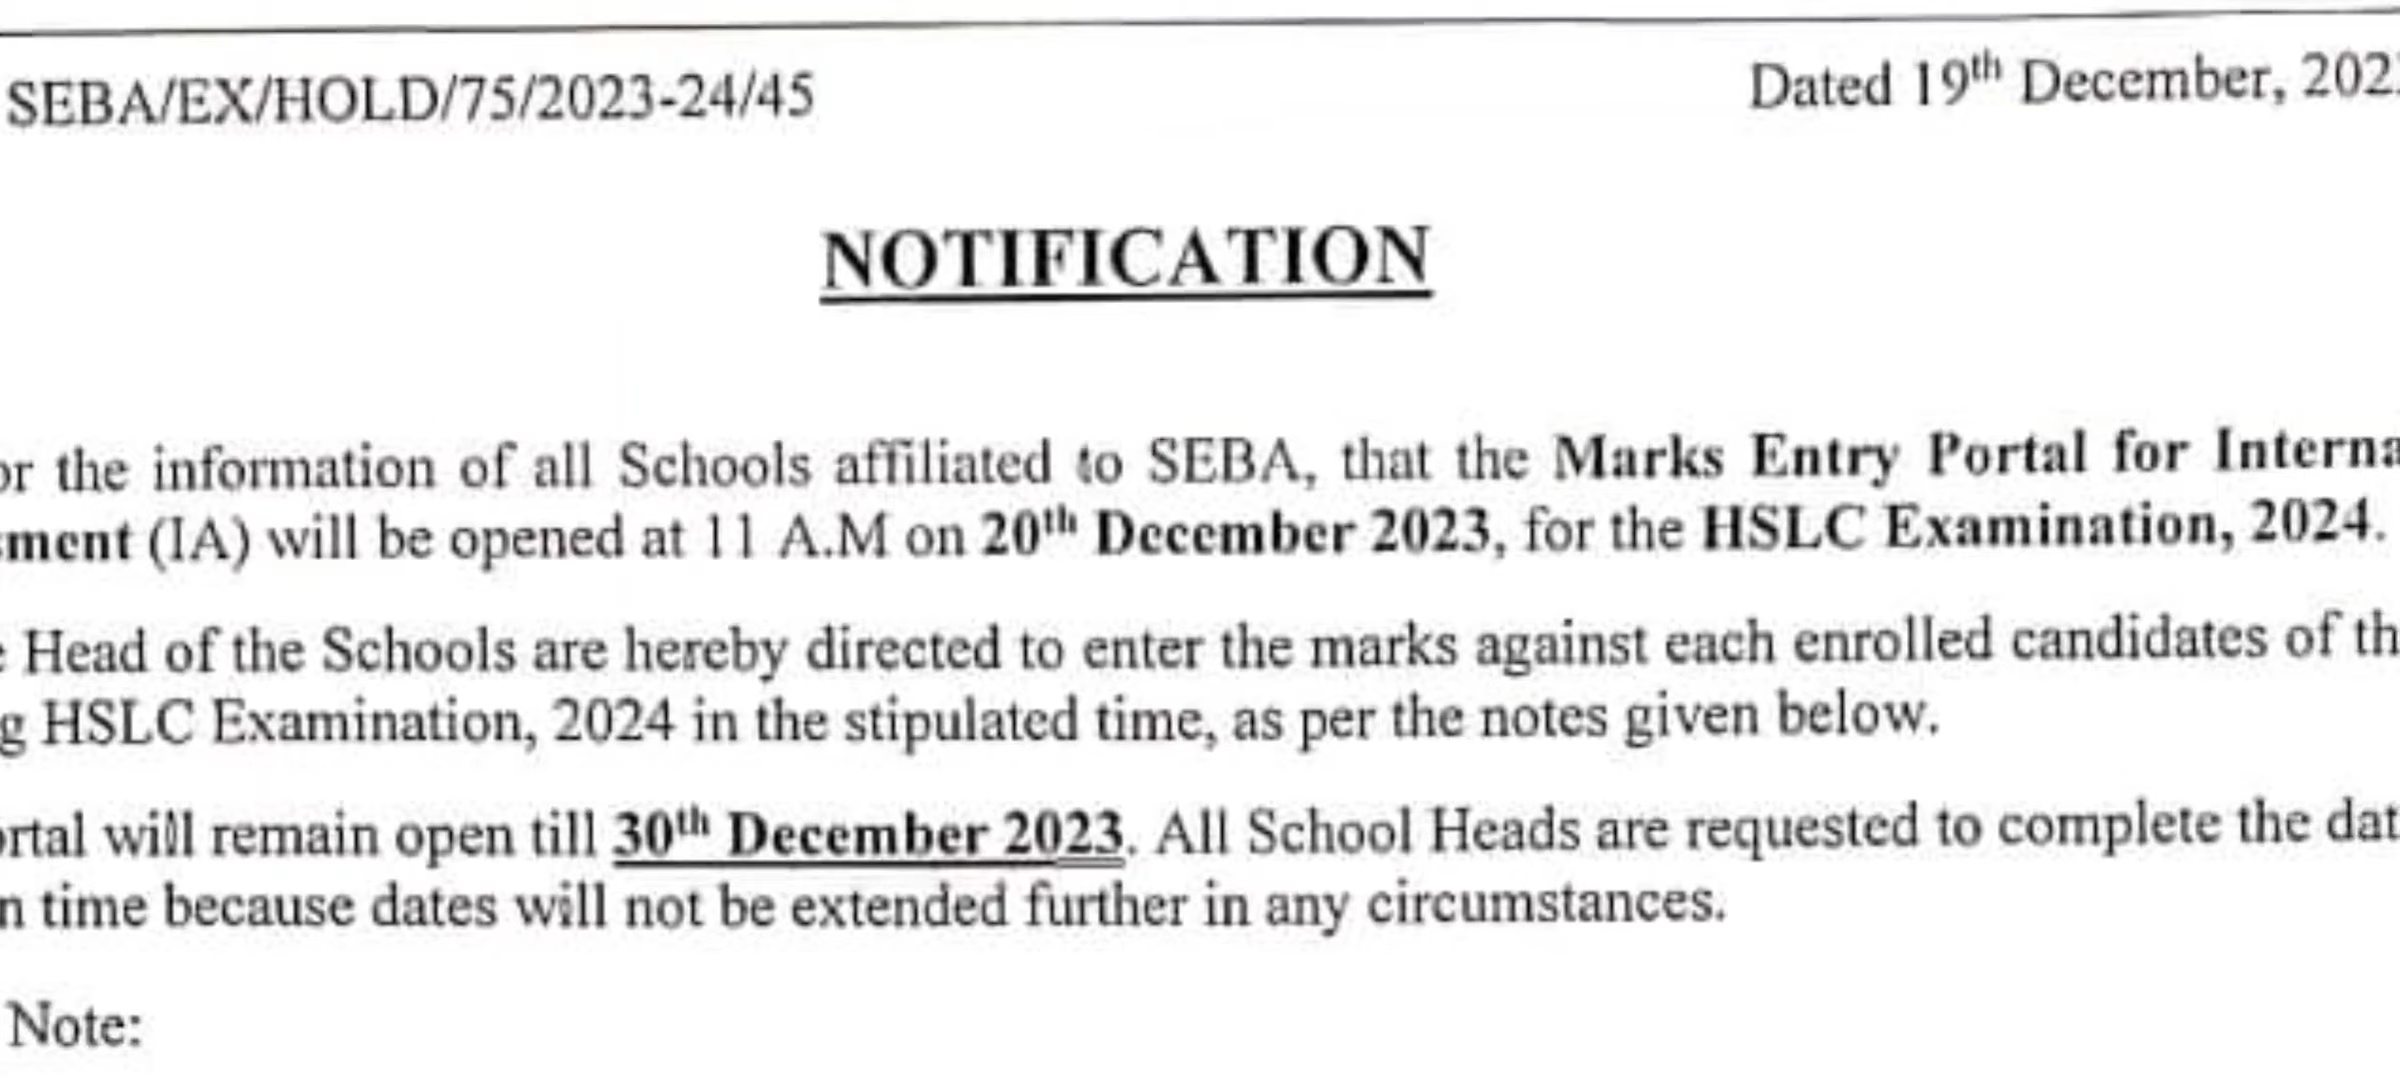 SEBA/EX/HOLD/75/2023-24/45 Dated 19th December, 202
NOTIFICATION
or the information of all Schools affiliated to SEBA, that the Marks Entry Portal for Interna
ment (IA) will be opened at 11 A.M on 20th December 2023, for the HSLC Examination, 2024.
e Head of the Schools are hereby directed to enter the marks against each enrolled candidates of th
g HSLC Examination, 2024 in the stipulated time, as per the notes given below.
ortal will remain open till 30th December 2023. All School Heads are requested to complete the dat
n time because dates will not be extended further in any circumstances.
Note: